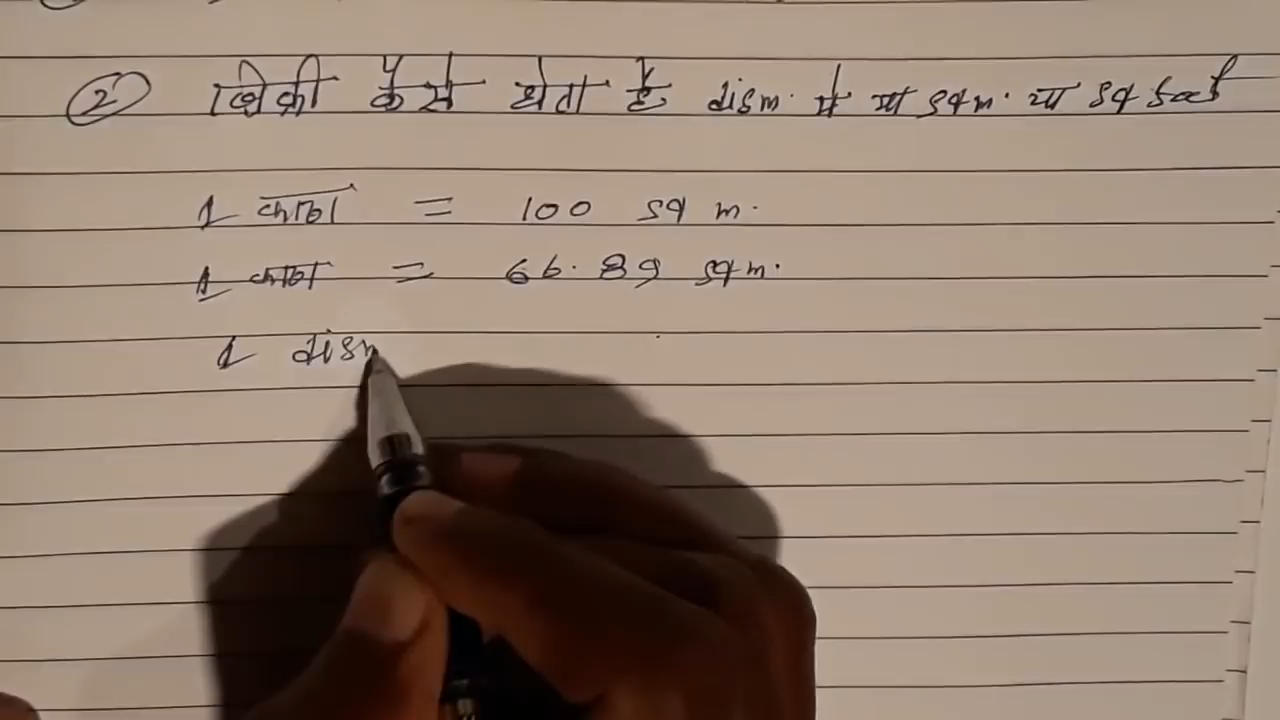 ② बिक्री कैसे होता है dism. में या sqm. या sq feet
1 कट्ठा = 100 sq m.
1 कट्ठा = 66.89 sqm.
1 dism